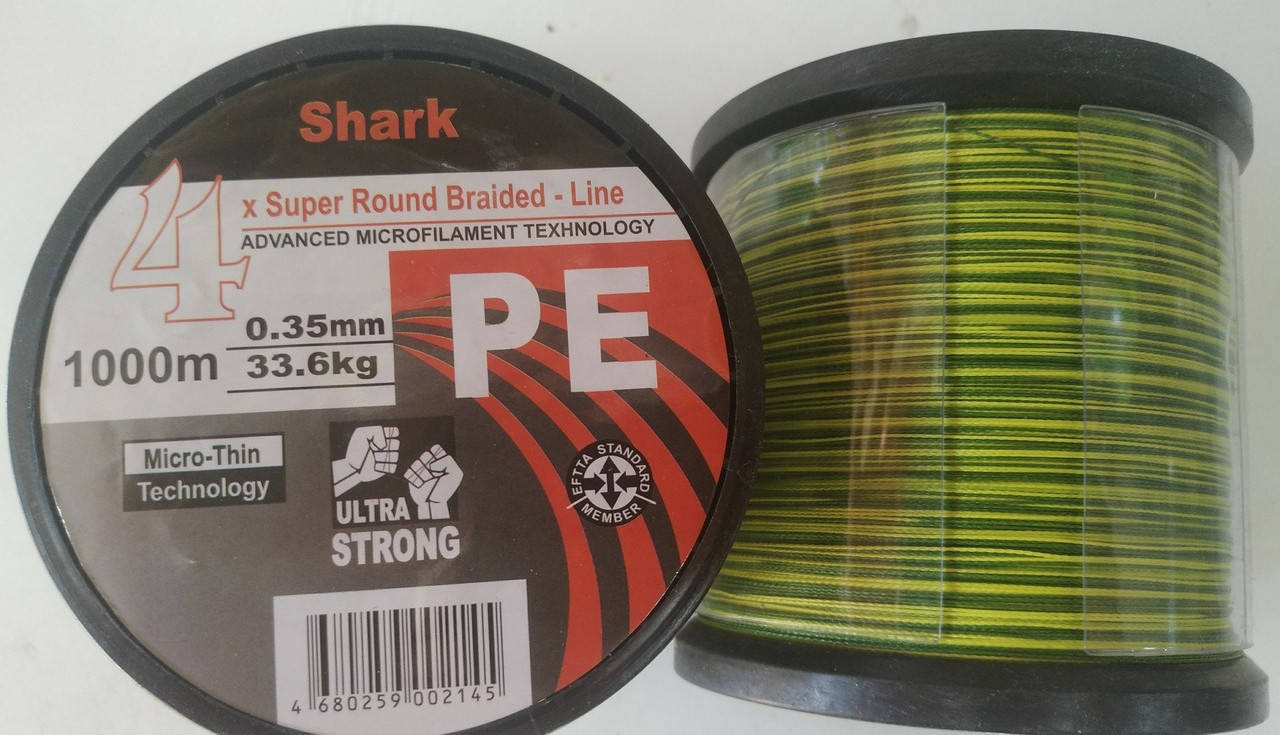 Shark
4
x Super Round Braided - Line
ADVANCED MICROFILAMENT TEXHNOLOGY
PE
0.35mm
1000m
33.6kg
Micro-Thin
Technology
ULTRA
STRONG
EFTTA STANDARD
MEMBER
4 680259 002145